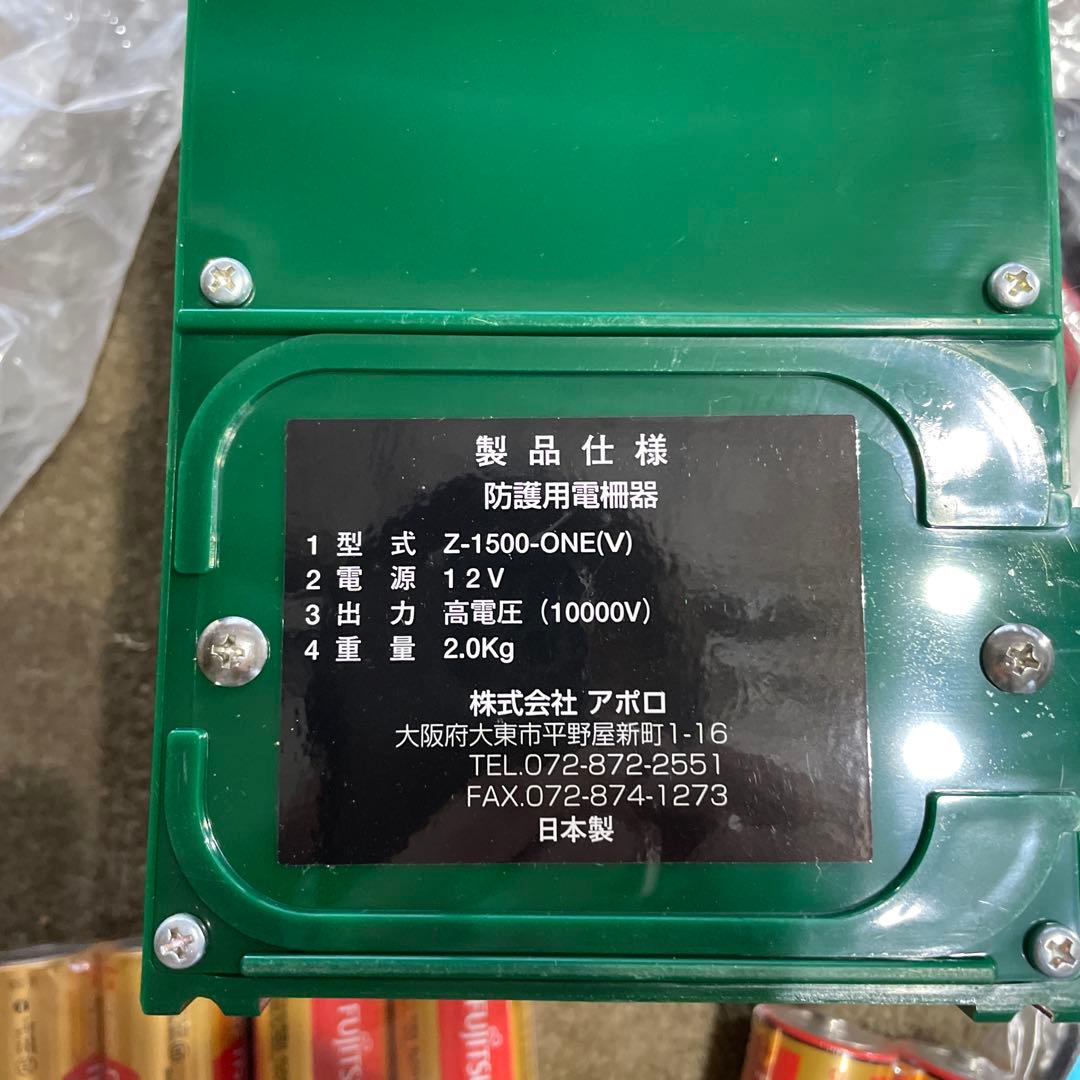 製品仕様
防護用電柵器
1 型式 Z-1500-ONE(V)
2 電源 12V
3 出力 高電圧（10000V）
4 重量 2.0Kg
株式会社 アポロ
大阪府大東市平野屋新町1-16
TEL.072-872-2551
FAX.072-874-1273
日本製
FUJITSU
FUJITSU